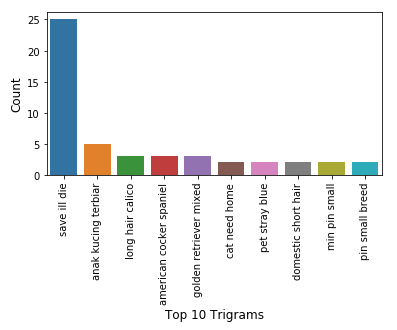 25
20
15
10
5
0
Count
save ill die
anak kucing terbiar
long hair calico
american cocker spaniel
golden retriever mixed
cat need home
pet stray blue
domestic short hair
min pin small
pin small breed
Top 10 Trigrams